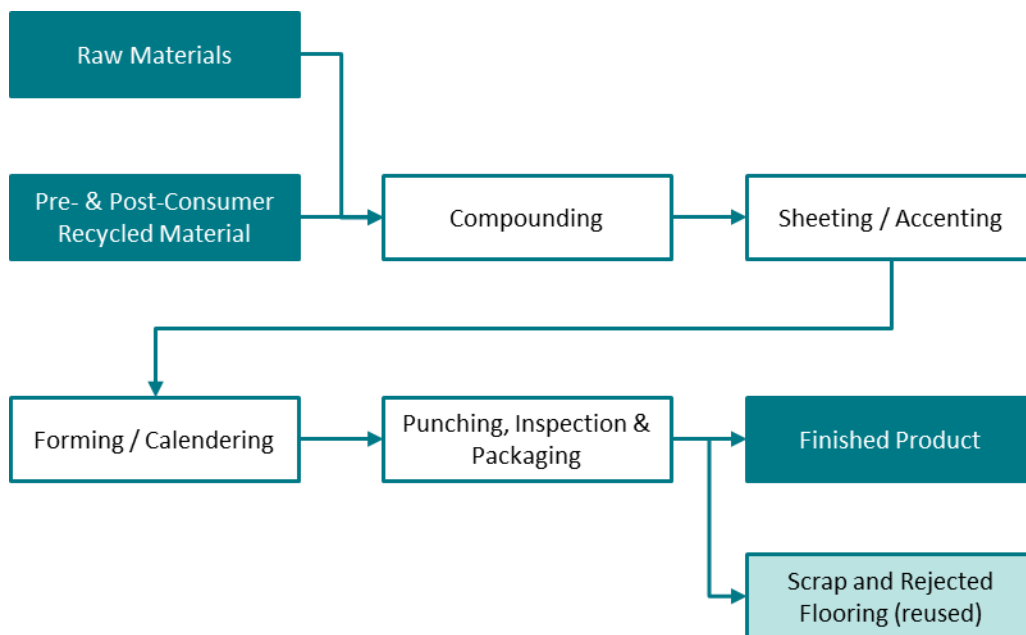 Raw Materials
Pre- & Post-Consumer
Recycled Material
Compounding
Sheeting / Accenting
Forming / Calendering
Punching, Inspection &
Packaging
Finished Product
Scrap and Rejected
Flooring (reused)